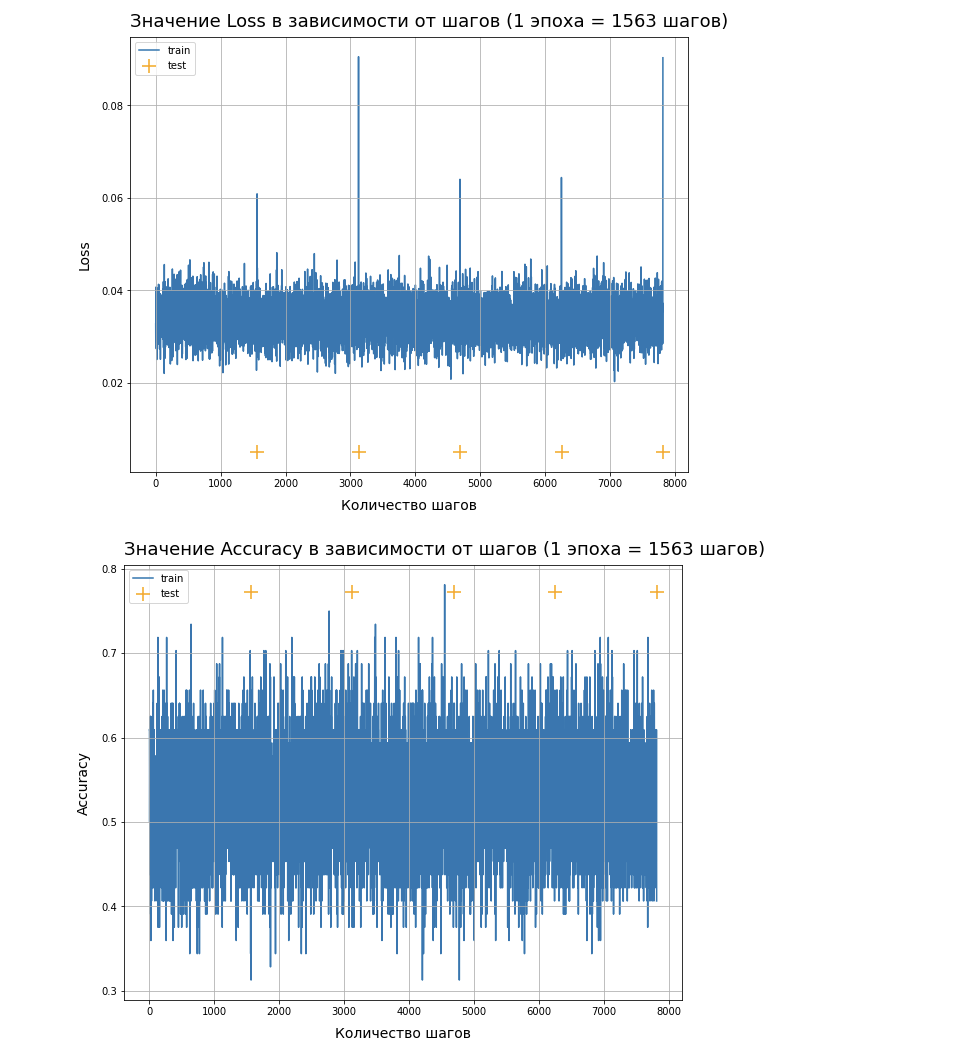 Значение Loss в зависимости от шагов (1 эпоха = 1563 шагов)
train
test
0.08
0.06
0.04
0.02
Loss
0 1000 2000 3000 4000 5000 6000 7000 8000
Количество шагов
Значение Accuracy в зависимости от шагов (1 эпоха = 1563 шагов)
train
test
0.8
0.7
0.6
0.5
0.4
0.3
Accuracy
0 1000 2000 3000 4000 5000 6000 7000 8000
Количество шагов